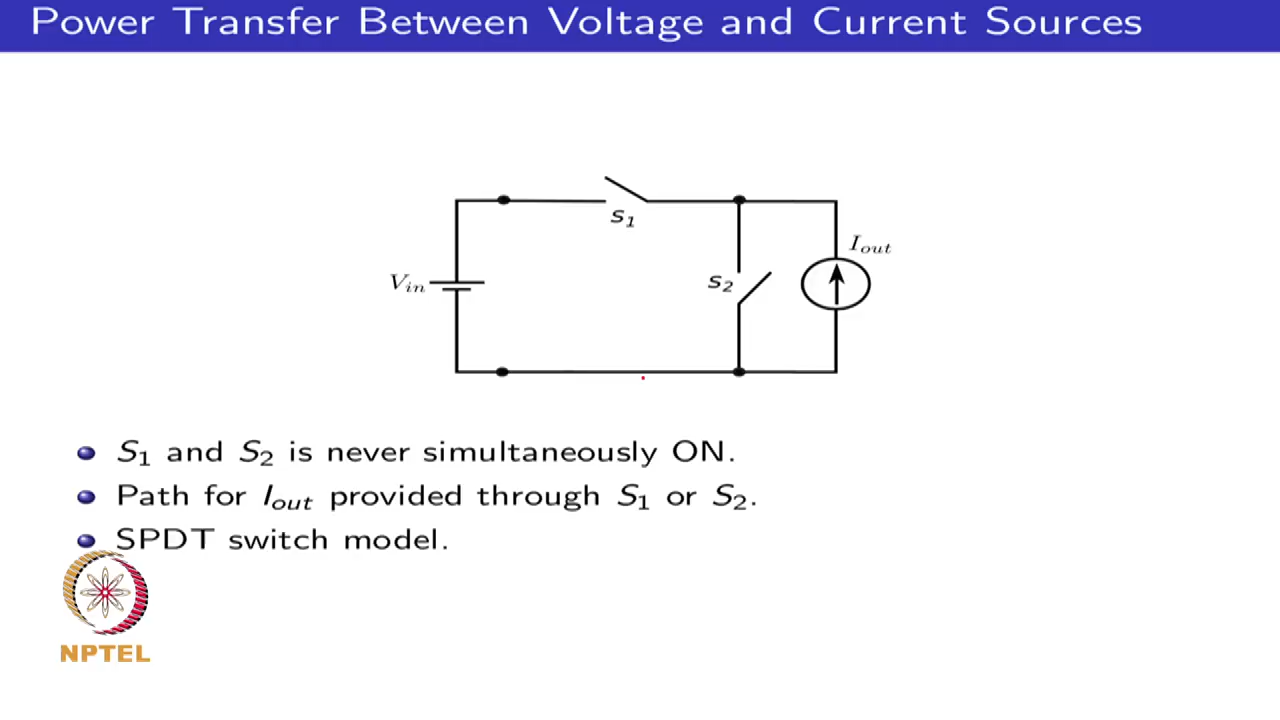 Power Transfer Between Voltage and Current Sources
S1
Iout
Vin
S2
S1 and S2 is never simultaneously ON.
Path for Iout provided through S1 or S2.
SPDT switch model.
NPTEL